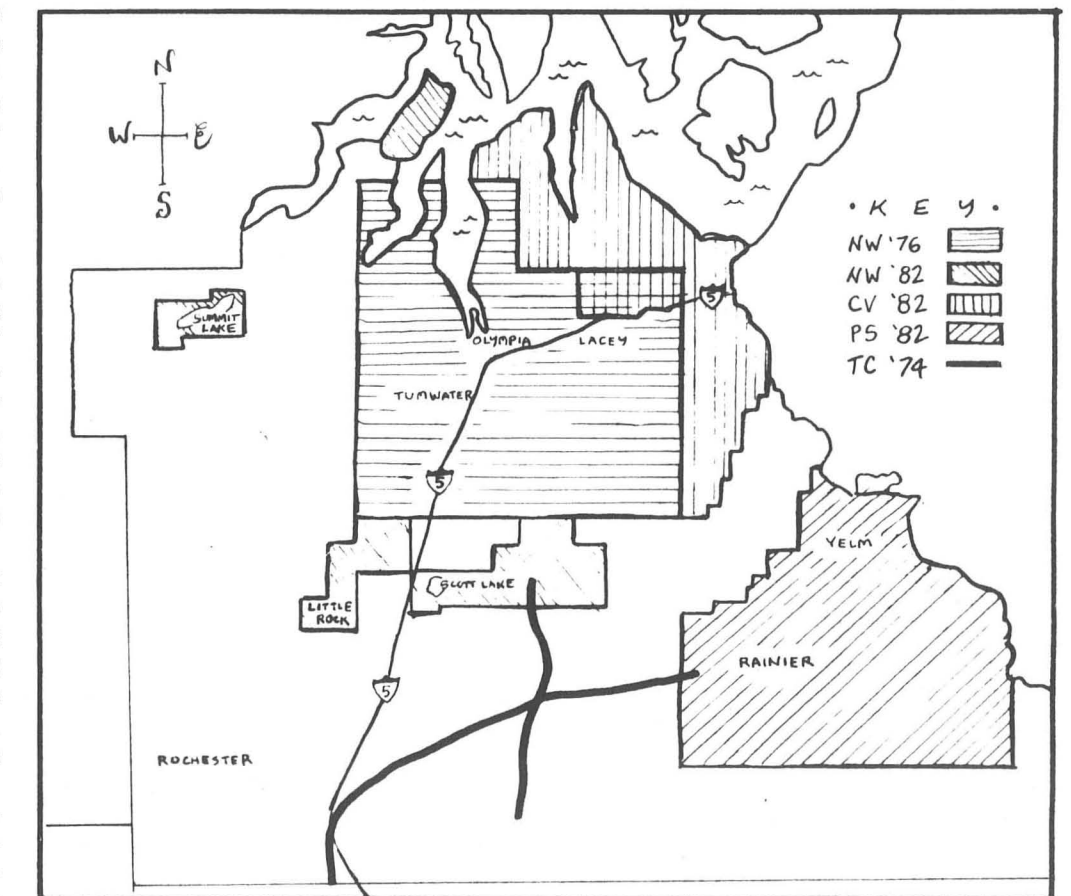 N
W E
S
• K E Y •
NW '76
NW '82
CV '82
PS '82
TC '74
5
SUMMIT
LAKE
OLYMPIA
LACEY
TUMWATER
5
YELM
SCOTT LAKE
LITTLE
ROCK
RAINIER
5
ROCHESTER